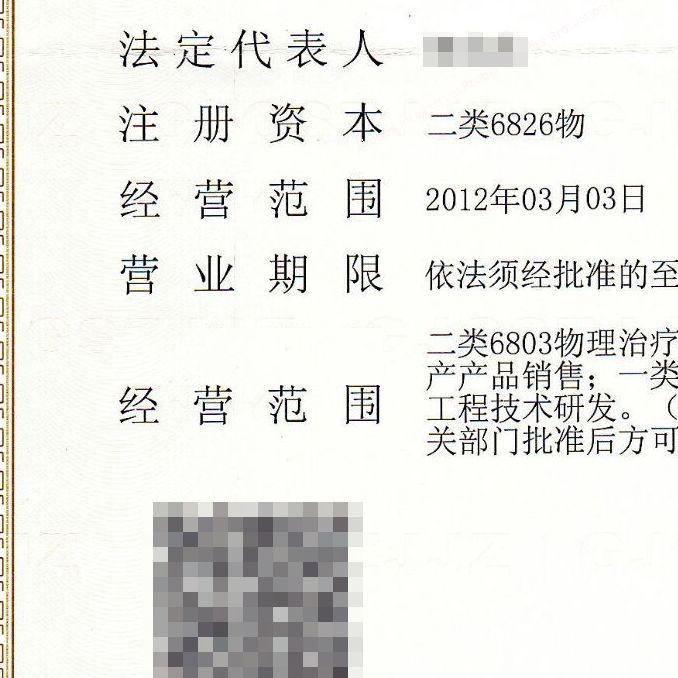 法定代表人
注册资本 二类6826物
经营范围 2012年03月03日
营业期限 依法须经批准的至
经营范围 二类6803物理治疗
产产品销售；一类
工程技术研发。（
关部门批准后方可